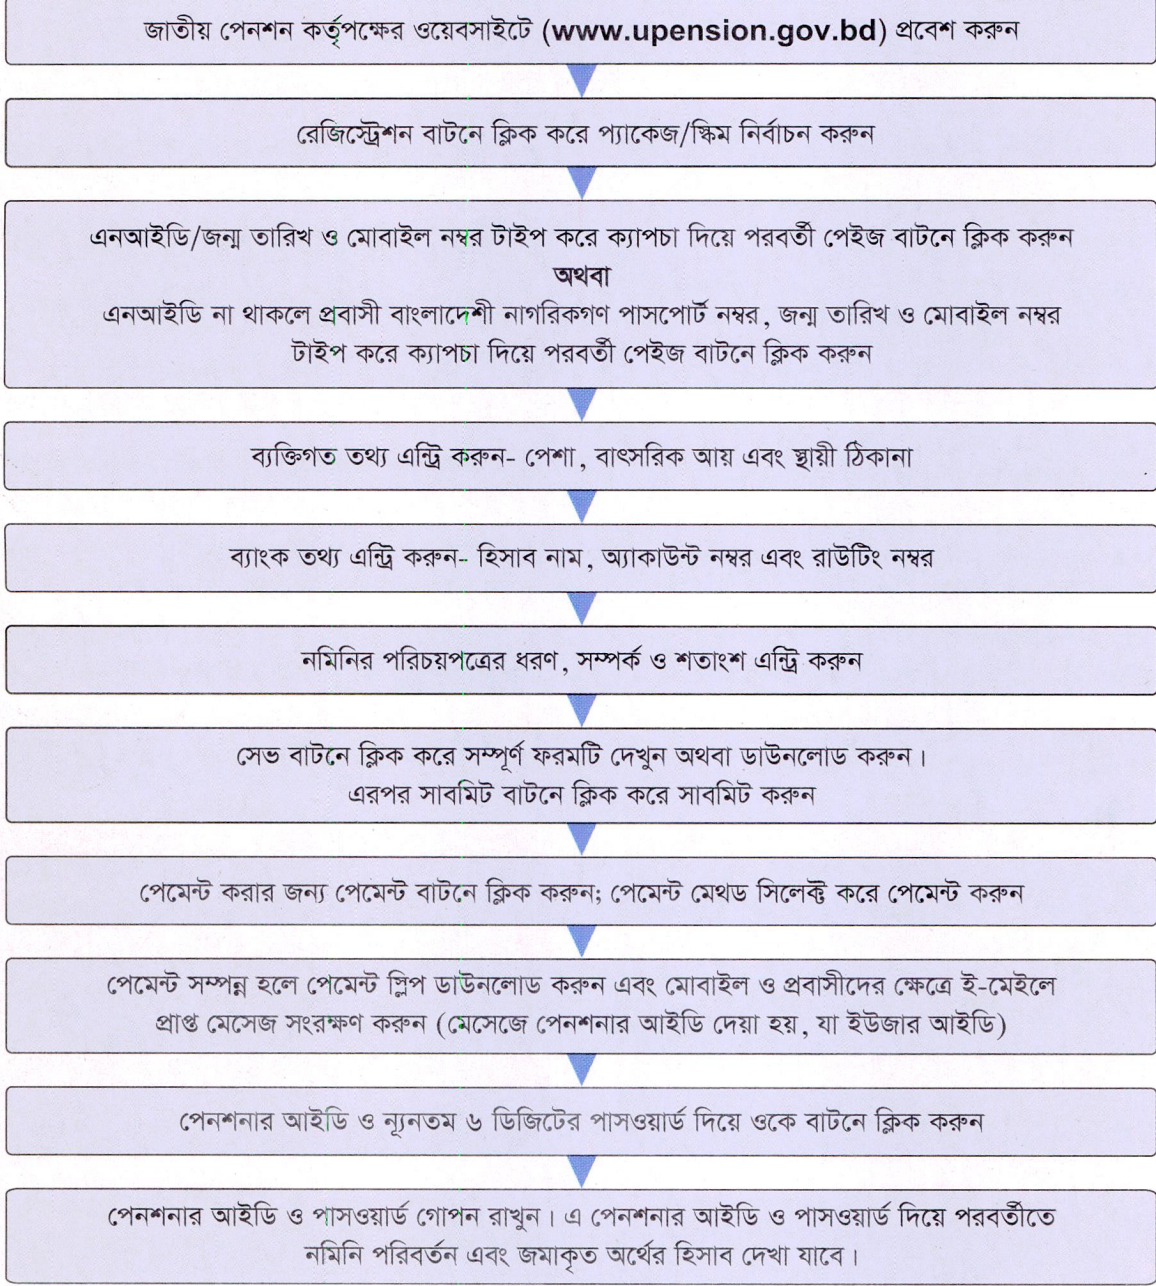 জাতীয় পেনশন কর্তৃপক্ষের ওয়েবসাইটে (www.upension.gov.bd) প্রবেশ করুন
রেজিস্ট্রেশন বাটনে ক্লিক করে প্যাকেজ/স্কিম নির্বাচন করুন
এনআইডি/জন্ম তারিখ ও মোবাইল নম্বর টাইপ করে ক্যাপচা দিয়ে পরবর্তী পেইজ বাটনে ক্লিক করুন
অথবা
এনআইডি না থাকলে প্রবাসী বাংলাদেশী নাগরিকগণ পাসপোর্ট নম্বর, জন্ম তারিখ ও মোবাইল নম্বর
টাইপ করে ক্যাপচা দিয়ে পরবর্তী পেইজ বাটনে ক্লিক করুন
ব্যক্তিগত তথ্য এন্ট্রি করুন- পেশা, বাৎসরিক আয় এবং স্থায়ী ঠিকানা
ব্যাংক তথ্য এন্ট্রি করুন- হিসাব নাম, অ্যাকাউন্ট নম্বর এবং রাউটিং নম্বর
নমিনির পরিচয়পত্রের ধরণ, সম্পর্ক ও শতাংশ এন্ট্রি করুন
সেভ বাটনে ক্লিক করে সম্পূর্ণ ফরমটি দেখুন অথবা ডাউনলোড করুন।
এরপর সাবমিট বাটনে ক্লিক করে সাবমিট করুন
পেমেন্ট করার জন্য পেমেন্ট বাটনে ক্লিক করুন; পেমেন্ট মেথড সিলেক্ট করে পেমেন্ট করুন
পেমেন্ট সম্পন্ন হলে পেমেন্ট স্লিপ ডাউনলোড করুন এবং মোবাইল ও প্রবাসীদের ক্ষেত্রে ই-মেইলে
প্রাপ্ত মেসেজ সংরক্ষণ করুন (মেসেজে পেনশনার আইডি দেয়া হয়, যা ইউজার আইডি)
পেনশনার আইডি ও ন্যূনতম ৬ ডিজিটের পাসওয়ার্ড দিয়ে ওকে বাটনে ক্লিক করুন
পেনশনার আইডি ও পাসওয়ার্ড গোপন রাখুন। এ পেনশনার আইডি ও পাসওয়ার্ড দিয়ে পরবর্তীতে
নমিনি পরিবর্তন এবং জমাকৃত অর্থের হিসাব দেখা যাবে।